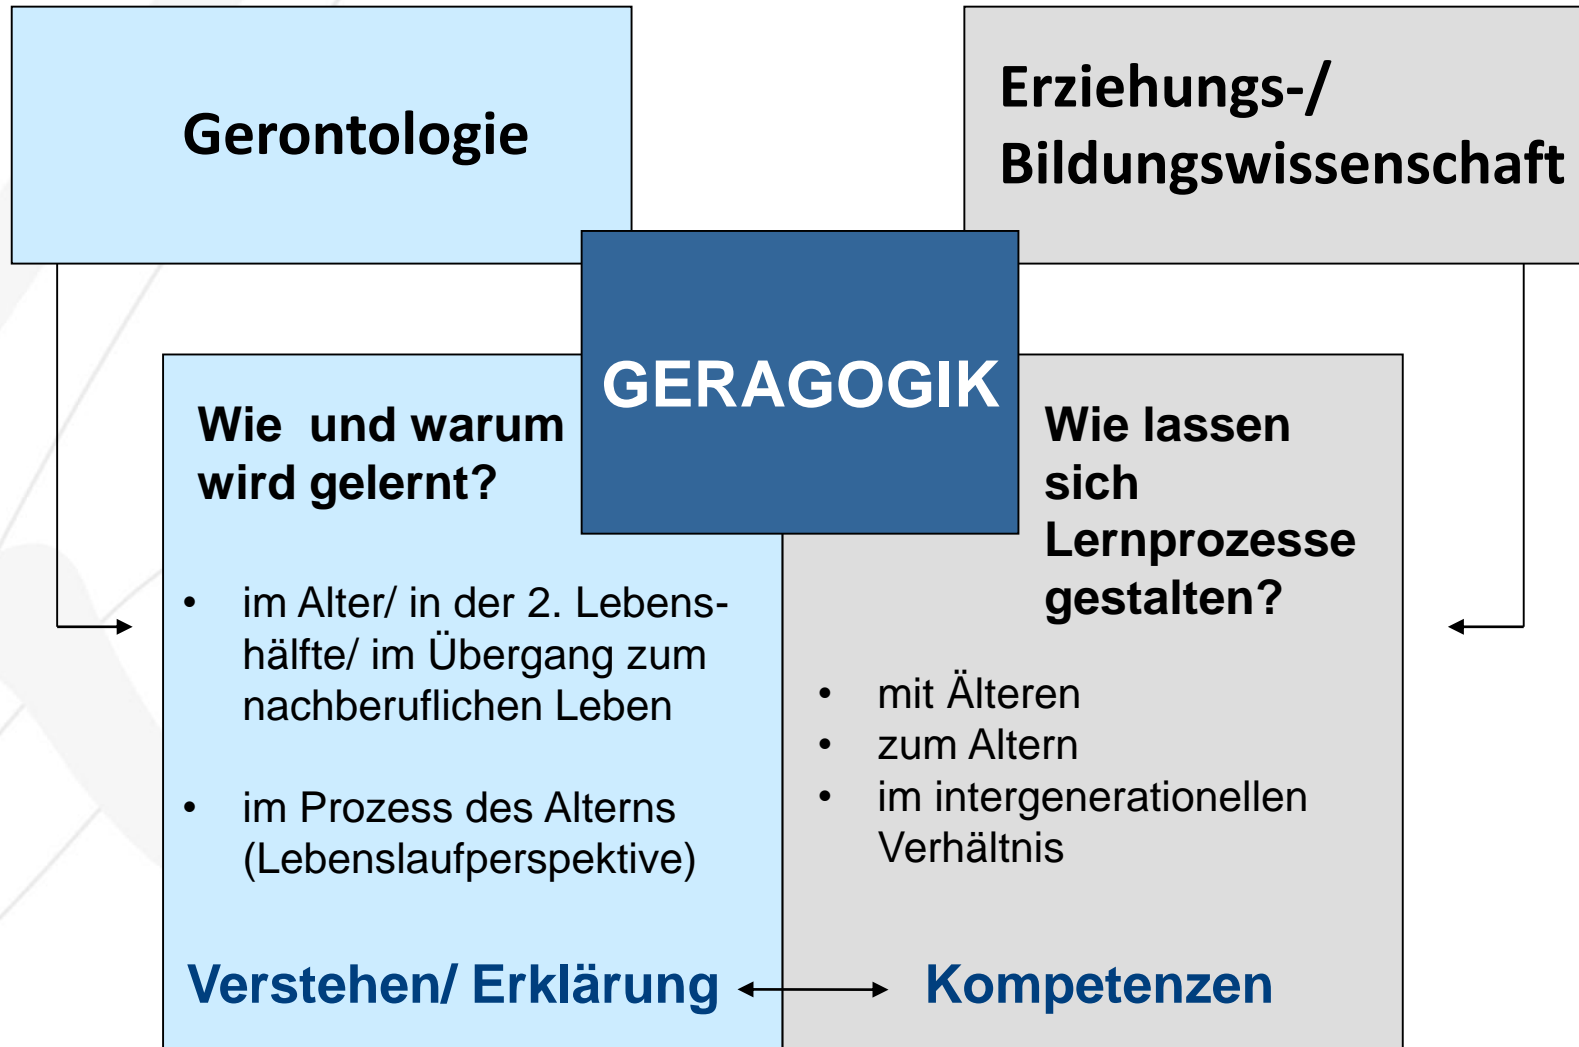 Gerontologie
Erziehungs-/
Bildungswissenschaft
GERAGOGIK
Wie  und warum
wird gelernt?
• im Alter/ in der 2. Lebens-
hälfte/ im Übergang zum
nachberuflichen Leben
• im Prozess des Alterns
(Lebenslaufperspektive)
Verstehen/ Erklärung
Wie lassen
sich
Lernprozesse
gestalten?
• mit Älteren
• zum Altern
• im intergenerationellen
Verhältnis
Kompetenzen